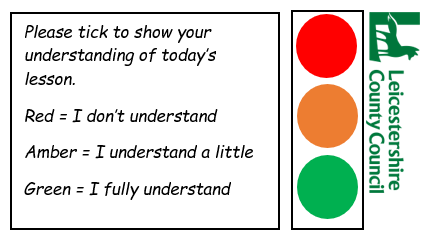 Please tick to show your
understanding of today's
lesson.
Red = I don't understand
Amber = I understand a little
Green = I fully understand
Leicestershire
County Council